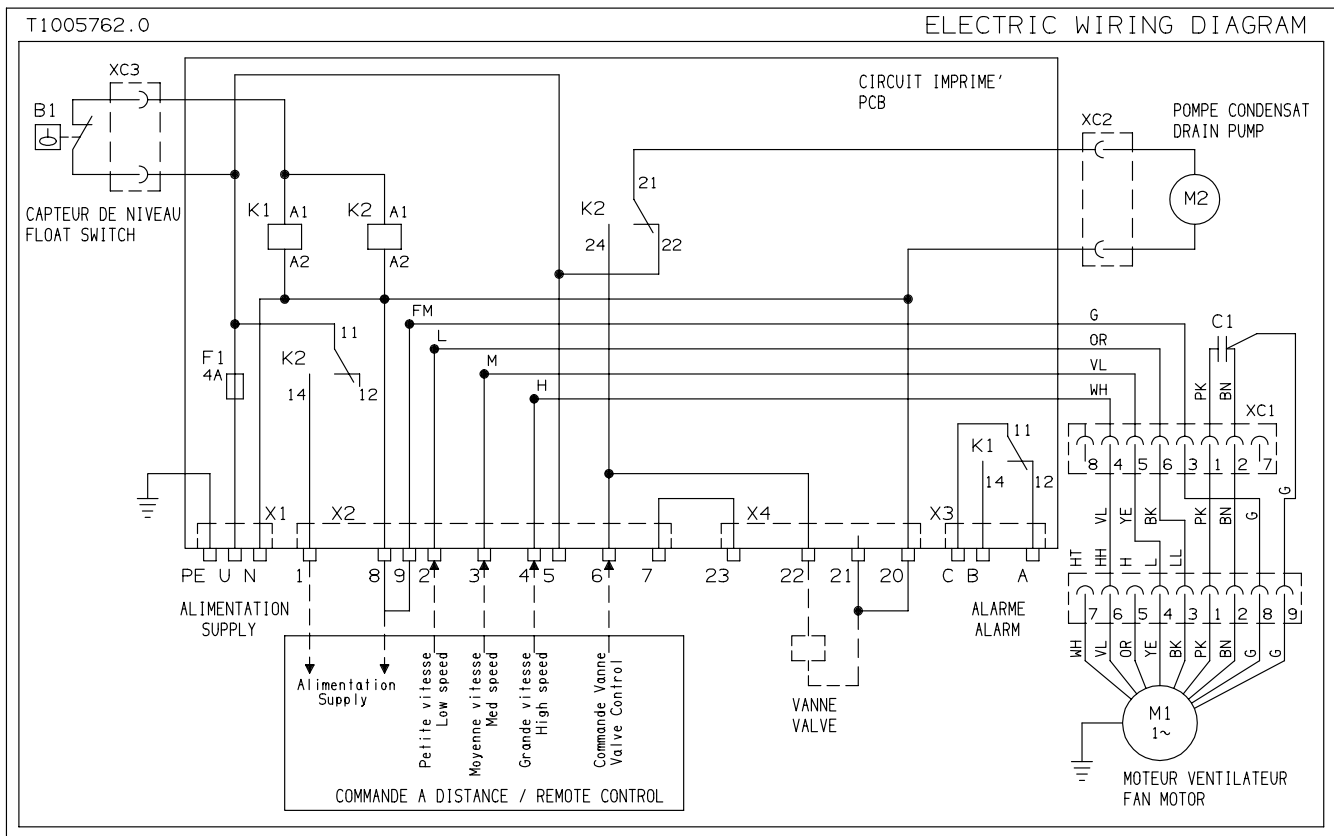 T1005762.0
ELECTRIC WIRING DIAGRAM
XC3
B1
CAPTEUR DE NIVEAU
FLOAT SWITCH
CIRCUIT IMPRIME'
PCB
XC2
POMPE CONDENSAT
DRAIN PUMP
M2
K1 A1
A2
K2 A1
A2
K2
21
24
22
FM
L
M
H
G
OR
VL
WH
C1
PK
BN
XC1
F1
4A
K2
11
14
12
K1
11
14
12
8 4 5 6 3 1 2 7
G
VL YE BK PK BN G
HT HH H L LL
7 6 5 4 3 1 2 8 9
WH VL OR YE BK PK BN G G
X1 X2 X4 X3
PE U N 1 8 9 2 3 4 5 6 7 23 22 21 20 C B A
ALIMENTATION
SUPPLY
ALARME
ALARM
Alimentation
Supply
Petite vitesse
Low speed
Moyenne vitesse
Med speed
Grande vitesse
High speed
Commande Vanne
Valve Control
VANNE
VALVE
M1
1~
MOTEUR VENTILATEUR
FAN MOTOR
COMMANDE A DISTANCE / REMOTE CONTROL